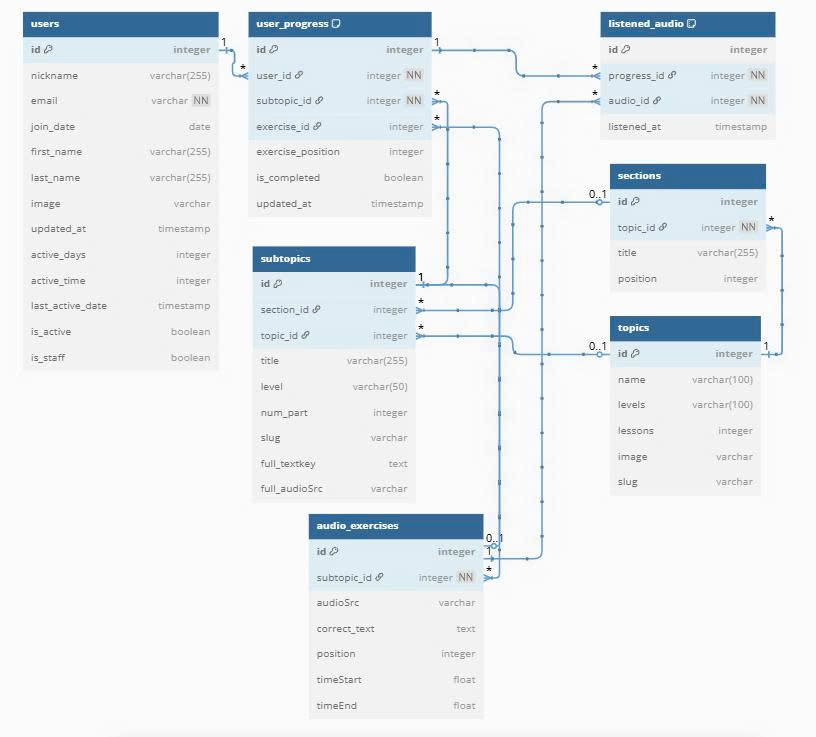 users
id integer
nickname varchar(255)
email varchar NN
join_date date
first_name varchar(255)
last_name varchar(255)
image varchar
updated_at timestamp
active_days integer
active_time integer
last_active_date timestamp
is_active boolean
is_staff boolean
1
*
user_progress
id integer
user_id integer NN
subtopic_id integer NN
exercise_id integer
exercise_position integer
is_completed boolean
updated_at timestamp
1
*
*
*
*
listened_audio
id integer
progress_id integer NN
audio_id integer NN
listened_at timestamp
sections
0..1
id integer
topic_id integer NN
*
title varchar(255)
position integer
subtopics
id integer
1
section_id integer
*
topic_id integer
*
title varchar(255)
level varchar(50)
num_part integer
slug varchar
full_textkey text
full_audioSrc varchar
topics
0..1
id integer
1
name varchar(100)
levels varchar(100)
lessons integer
image varchar
slug varchar
audio_exercises
id integer
0..1
1
subtopic_id integer NN
*
audioSrc varchar
correct_text text
position integer
timeStart float
timeEnd float